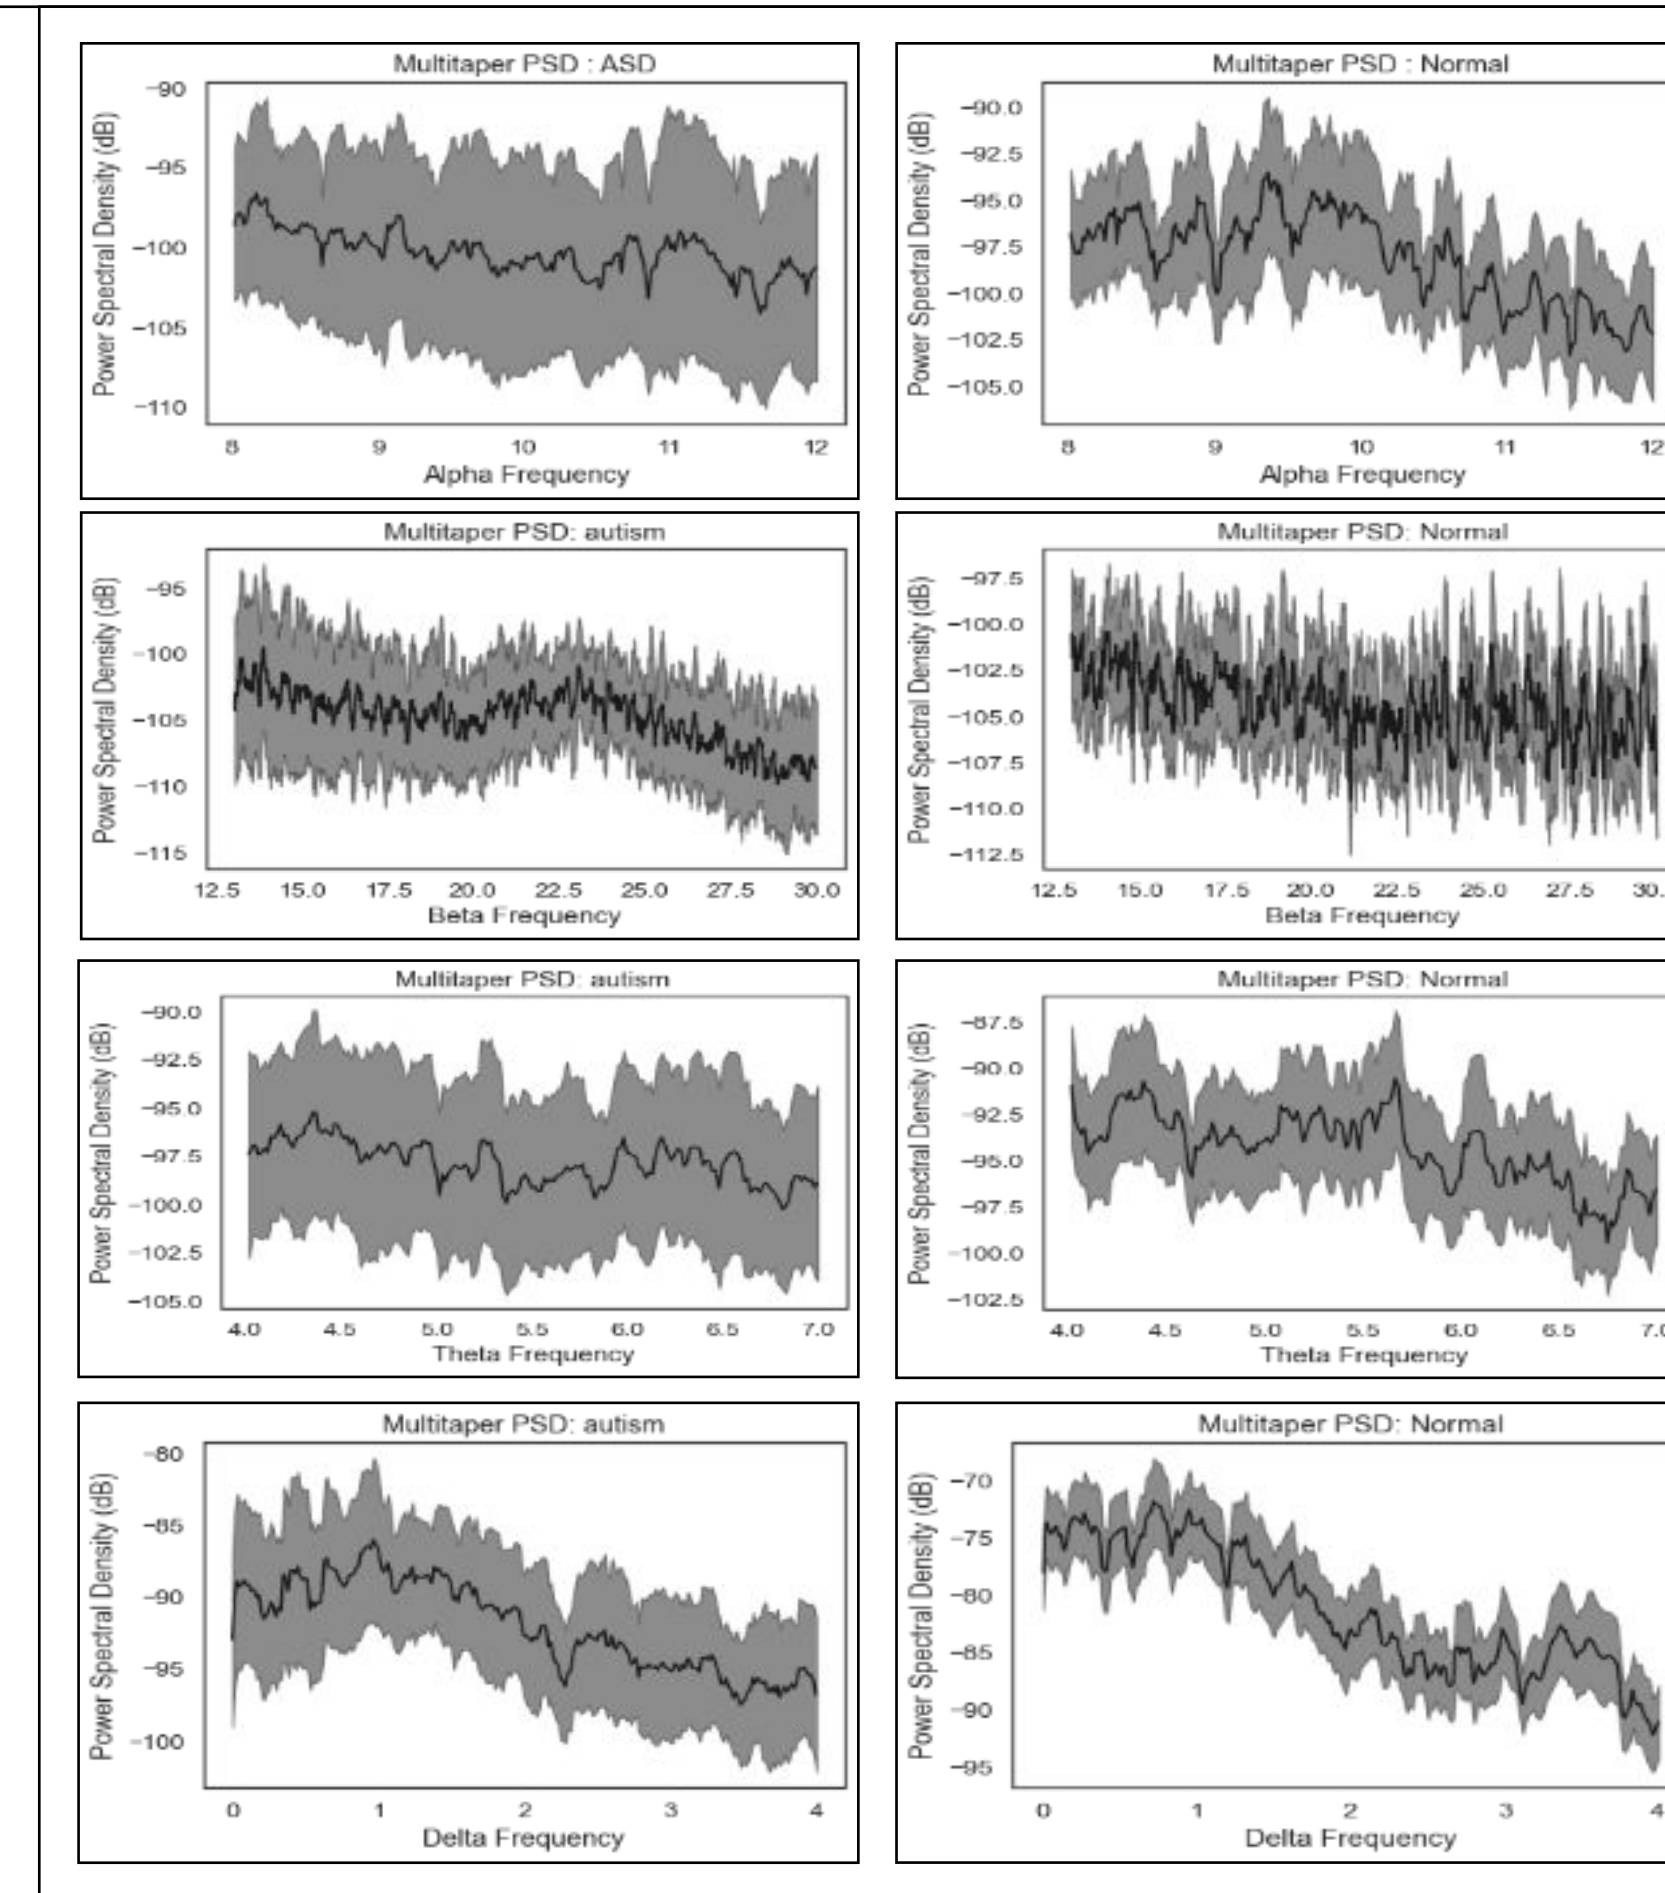 Multitaper PSD : ASD
Power Spectral Density (dB)
−90
−95
−100
−105
−110
8 9 10 11 12
Alpha Frequency
Multitaper PSD : Normal
Power Spectral Density (dB)
−90.0
−92.5
−95.0
−97.5
−100.0
−102.5
−105.0
8 9 10 11 12
Alpha Frequency
Multitaper PSD: autism
Power Spectral Density (dB)
−95
−100
−105
−110
−115
12.5 15.0 17.5 20.0 22.5 25.0 27.5 30.0
Beta Frequency
Multitaper PSD: Normal
Power Spectral Density (dB)
−97.5
−100.0
−102.5
−105.0
−107.5
−110.0
−112.5
12.5 15.0 17.5 20.0 22.5 25.0 27.5 30.
Beta Frequency
Multitaper PSD: autism
Power Spectral Density (dB)
−90.0
−92.5
−95.0
−97.5
−100.0
−102.5
−105.0
4.0 4.5 5.0 5.5 6.0 6.5 7.0
Theta Frequency
Multitaper PSD: Normal
Power Spectral Density (dB)
−87.5
−90.0
−92.5
−95.0
−97.5
−100.0
−102.5
4.0 4.5 5.0 5.5 6.0 6.5 7.0
Theta Frequency
Multitaper PSD: autism
Power Spectral Density (dB)
−80
−85
−90
−95
−100
0 1 2 3 4
Delta Frequency
Multitaper PSD: Normal
Power Spectral Density (dB)
−70
−75
−80
−85
−90
−95
0 1 2 3 4
Delta Frequency